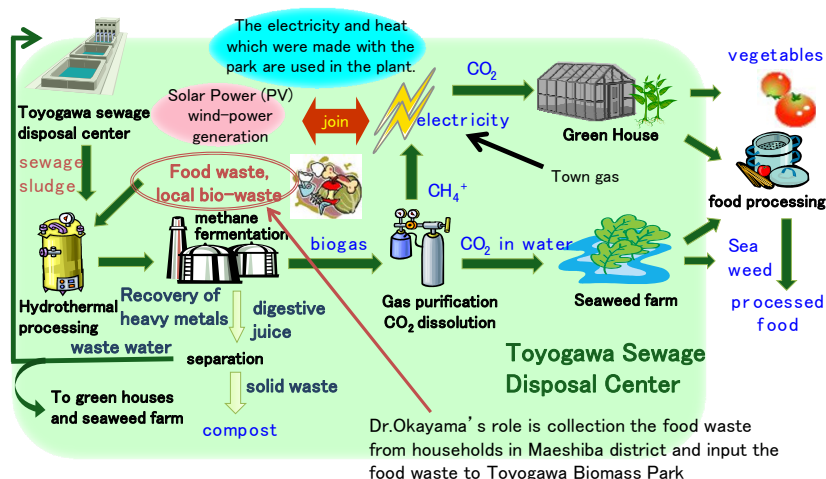 The electricity and heat
which were made with the
park are used in the plant.
CO2
vegetables
Solar Power (PV)
wind-power
generation
join
electricity
Toyogawa sewage
disposal center
Green House
sewage
sludge
Food waste,
local bio-waste
Town gas
CH4+
food processing
methane
fermentation
biogas
CO2 in water
Sea
weed
Hydrothermal
processing
Recovery of
heavy metals
digestive
juice
Gas purification
CO2 dissolution
Seaweed farm
processed
food
waste water
separation
Toyogawa Sewage
Disposal Center
solid waste
To green houses
and seaweed farm
compost
Dr.Okayama's role is collection the food waste
from households in Maeshiba district and input the
food waste to Toyogawa Biomass Park